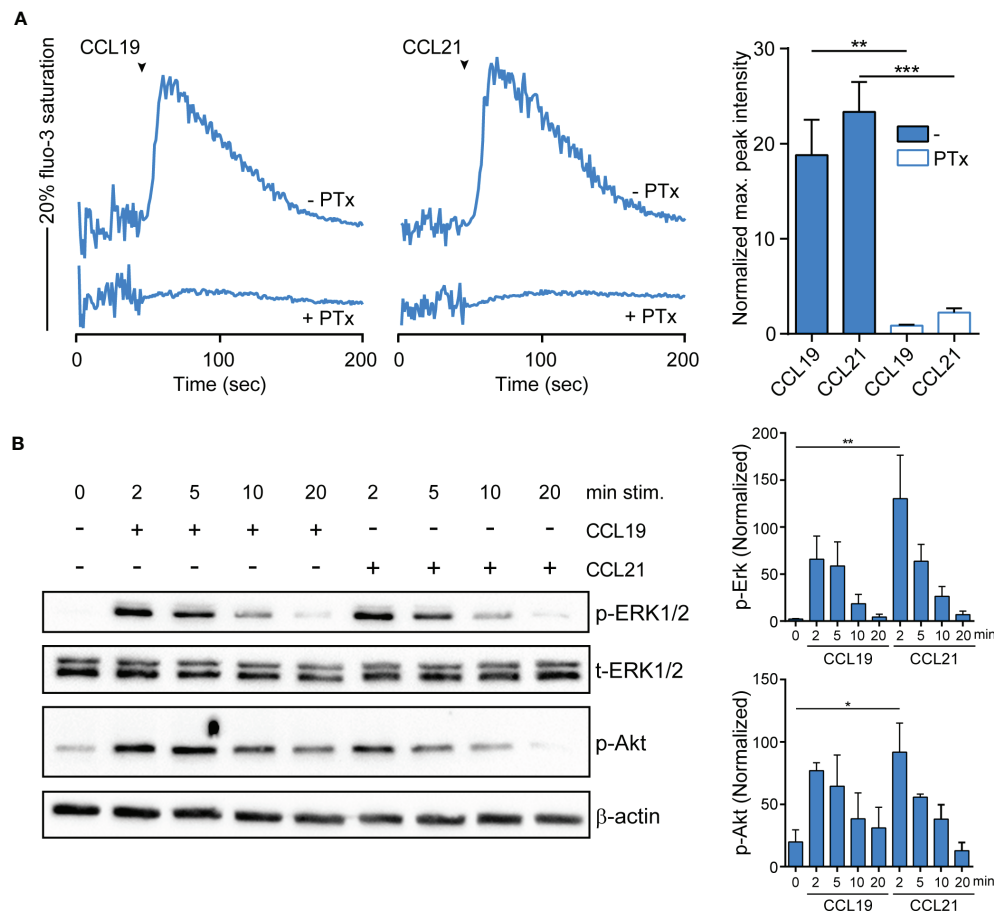 A
20% fluo-3 saturation
CCL19
- PTx
+ PTx
0 100 200
Time (sec)
CCL21
- PTx
+ PTx
0 100 200
Time (sec)
Normalized max. peak intensity
30
20
10
0
** 
***
-
PTx
CCL19 CCL21 CCL19 CCL21
B
0 2 5 10 20 2 5 10 20 min stim.
- + + + + - - - - CCL19
- - - - - + + + + CCL21
p-ERK1/2
t-ERK1/2
p-Akt
β-actin
p-Erk (Normalized)
200
150
100
50
0
**
0 2 5 10 20 2 5 10 20 min
CCL19 CCL21
p-Akt (Normalized)
150
100
50
0
*
0 2 5 10 20 2 5 10 20 min
CCL19 CCL21